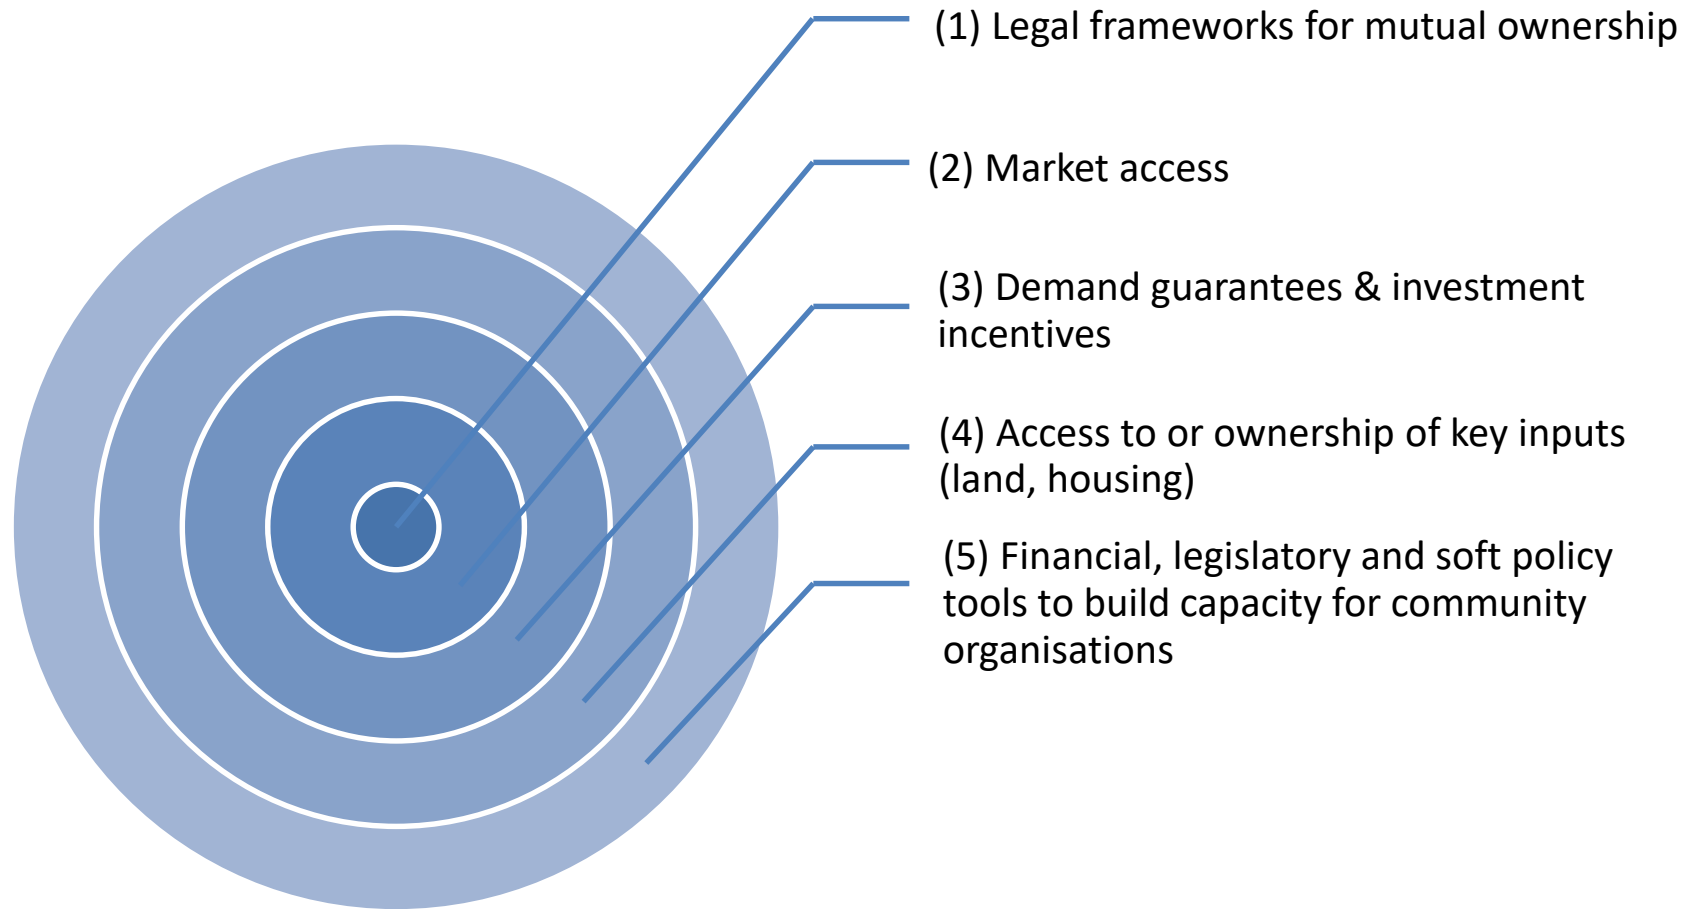 (1) Legal frameworks for mutual ownership
(2) Market access
(3) Demand guarantees & investment
incentives
(4) Access to or ownership of key inputs
(land, housing)
(5) Financial, legislatory and soft policy
tools to build capacity for community
organisations